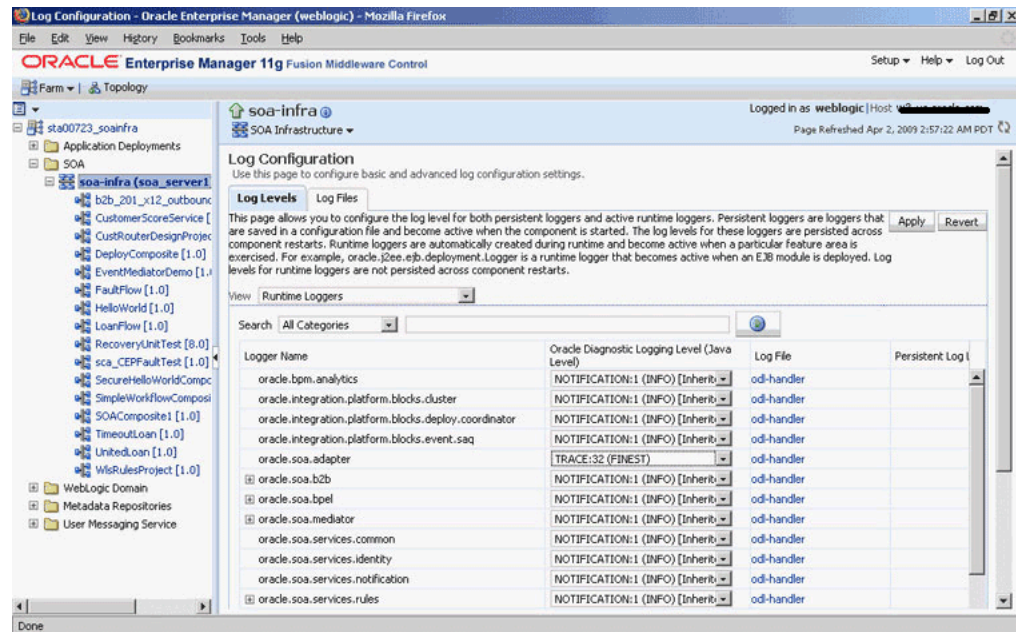 Log Configuration - Oracle Enterprise Manager (weblogic) - Mozilla Firefox
File Edit View History Bookmarks Tools Help
ORACLE Enterprise Manager 11g Fusion Middleware Control
Setup Help Log Out
Farm Topology
sta00723_soainfra
Application Deployments
SOA
soa-infra (soa_server1
b2b_201_x12_outbound
CustomerScoreService [
CustRouterDesignProjec
DeployComposite [1.0]
EventMediatorDemo [1.
FaultFlow [1.0]
HelloWorld [1.0]
LoanFlow [1.0]
RecoveryUnitTest [8.0]
sca_CEPFaultTest [1.0]
SecureHelloWorldCompc
SimpleWorkflowComposi
SOAComposite1 [1.0]
TimeoutLoan [1.0]
UnitedLoan [1.0]
WlsRulesProject [1.0]
WebLogic Domain
Metadata Repositories
User Messaging Service
soa-infra
SOA Infrastructure
Logged in as weblogic | Host
Page Refreshed Apr 2, 2009 2:57:22 AM PDT
Log Configuration
Use this page to configure basic and advanced log configuration settings.
Log Levels Log Files
This page allows you to configure the log level for both persistent loggers and active runtime loggers. Persistent loggers are loggers that
are saved in a configuration file and become active when the component is started. The log levels for these loggers are persisted across
component restarts. Runtime loggers are automatically created during runtime and become active when a particular feature area is
exercised. For example, oracle.j2ee.ejb.deployment.Logger is a runtime logger that becomes active when an EJB module is deployed. Log
levels for runtime loggers are not persisted across component restarts.
Apply Revert
View Runtime Loggers
Search All Categories
Logger Name Oracle Diagnostic Logging Level (Java Level) Log File Persistent Log L
oracle.bpm.analytics NOTIFICATION:1 (INFO) [Inherit odl-handler
oracle.integration.platform.blocks.cluster NOTIFICATION:1 (INFO) [Inherit odl-handler
oracle.integration.platform.blocks.deploy.coordinator NOTIFICATION:1 (INFO) [Inherit odl-handler
oracle.integration.platform.blocks.event.saq NOTIFICATION:1 (INFO) [Inherit odl-handler
oracle.soa.adapter TRACE:32 (FINEST) odl-handler
oracle.soa.b2b NOTIFICATION:1 (INFO) [Inherit odl-handler
oracle.soa.bpel NOTIFICATION:1 (INFO) [Inherit odl-handler
oracle.soa.mediator NOTIFICATION:1 (INFO) [Inherit odl-handler
oracle.soa.services.common NOTIFICATION:1 (INFO) [Inherit odl-handler
oracle.soa.services.identity NOTIFICATION:1 (INFO) [Inherit odl-handler
oracle.soa.services.notification NOTIFICATION:1 (INFO) [Inherit odl-handler
oracle.soa.services.rules NOTIFICATION:1 (INFO) [Inherit odl-handler
Done